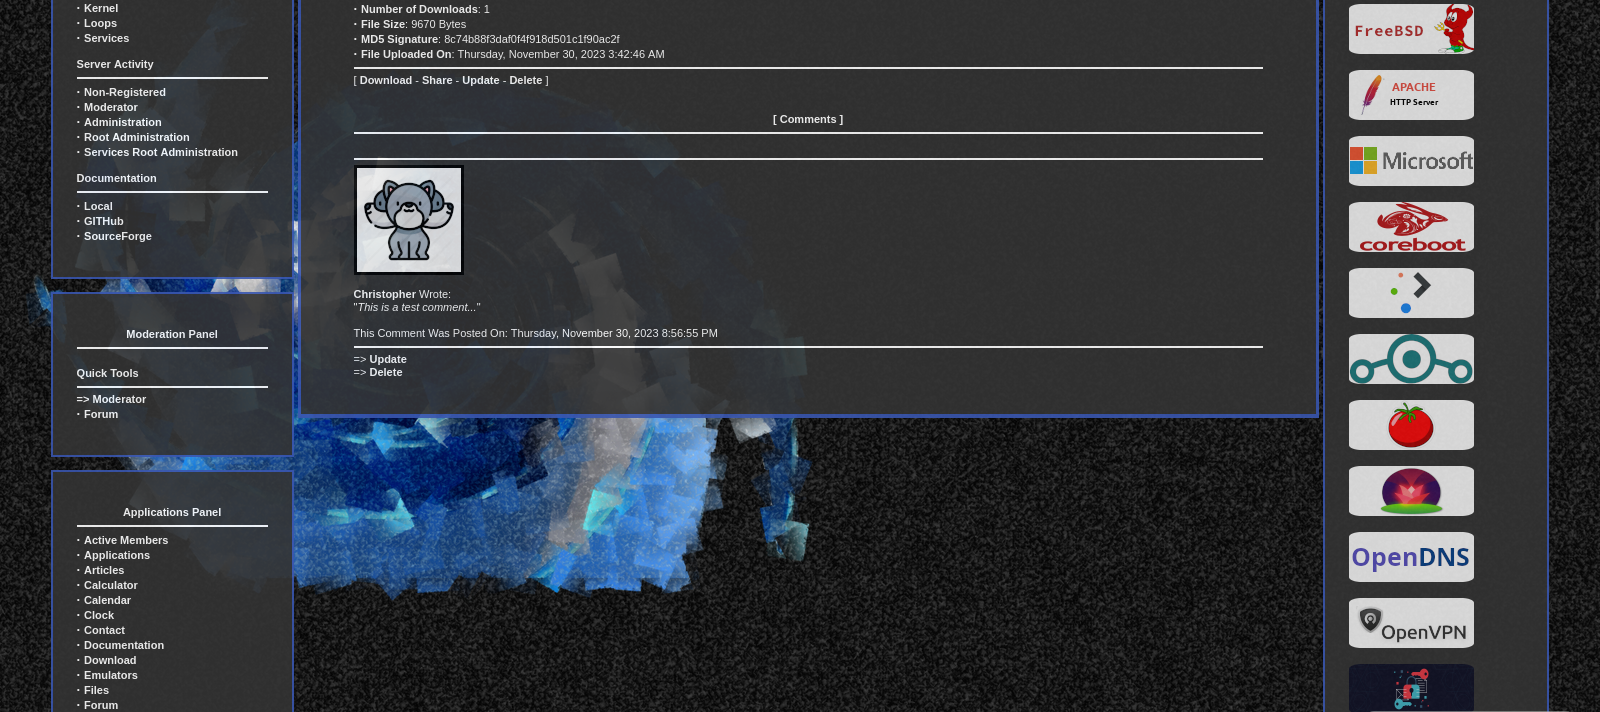 · Kernel
· Loops
· Services
Server Activity
· Non-Registered
· Moderator
· Administration
· Root Administration
· Services Root Administration
Documentation
· Local
· GITHub
· SourceForge
Moderation Panel
Quick Tools
=> Moderator
· Forum
Applications Panel
· Active Members
· Applications
· Articles
· Calculator
· Calendar
· Clock
· Contact
· Documentation
· Download
· Emulators
· Files
· Forum
· Number of Downloads: 1
· File Size: 9670 Bytes
· MD5 Signature: 8c74b88f3daf0f4f918d501c1f90ac2f
· File Uploaded On: Thursday, November 30, 2023 3:42:46 AM
[ Download - Share - Update - Delete ]
[ Comments ]
Christopher Wrote:
"This is a test comment..."
This Comment Was Posted On: Thursday, November 30, 2023 8:56:55 PM
=> Update
=> Delete
FreeBSD
APACHE
HTTP Server
Microsoft
coreboot
OpenDNS
OpenVPN